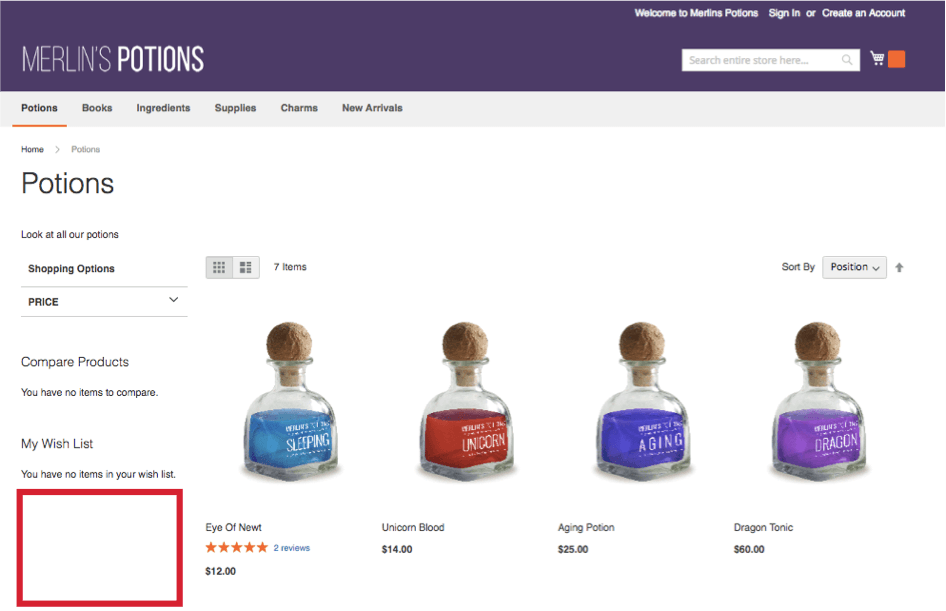 Welcome to Merlins Potions Sign In or Create an Account
MERLIN'S POTIONS
Search entire store here...
Potions Books Ingredients Supplies Charms New Arrivals
Home Potions
Potions
Look at all our potions
Shopping Options
7 Items
Sort By Position
PRICE
Compare Products
You have no items to compare.
My Wish List
You have no items in your wish list.
SLEEPING
UNICORN
AGING
DRAGON
Eye Of Newt
2 reviews
$12.00
Unicorn Blood
$14.00
Aging Potion
$25.00
Dragon Tonic
$60.00